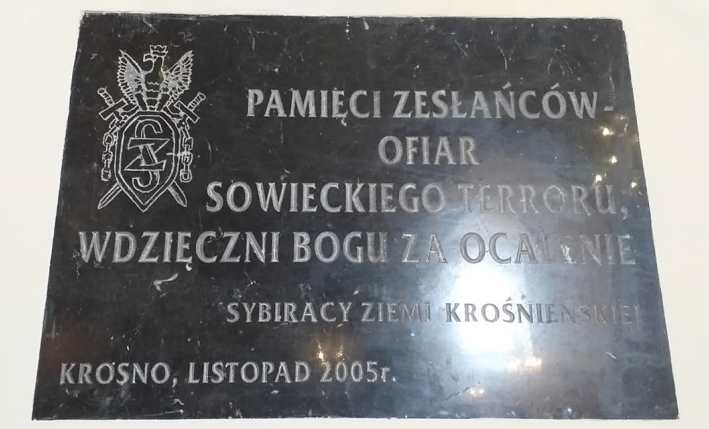 PAMIĘCI ZESŁAŃCÓW-
OFIAR
SOWIECKIEGO TERRORU,
WDZIĘCZNI BOGU ZA OCALENIE
SYBIRACY ZIEMI KROŚNIEŃSKIEJ
KROSNO, LISTOPAD 2005r.